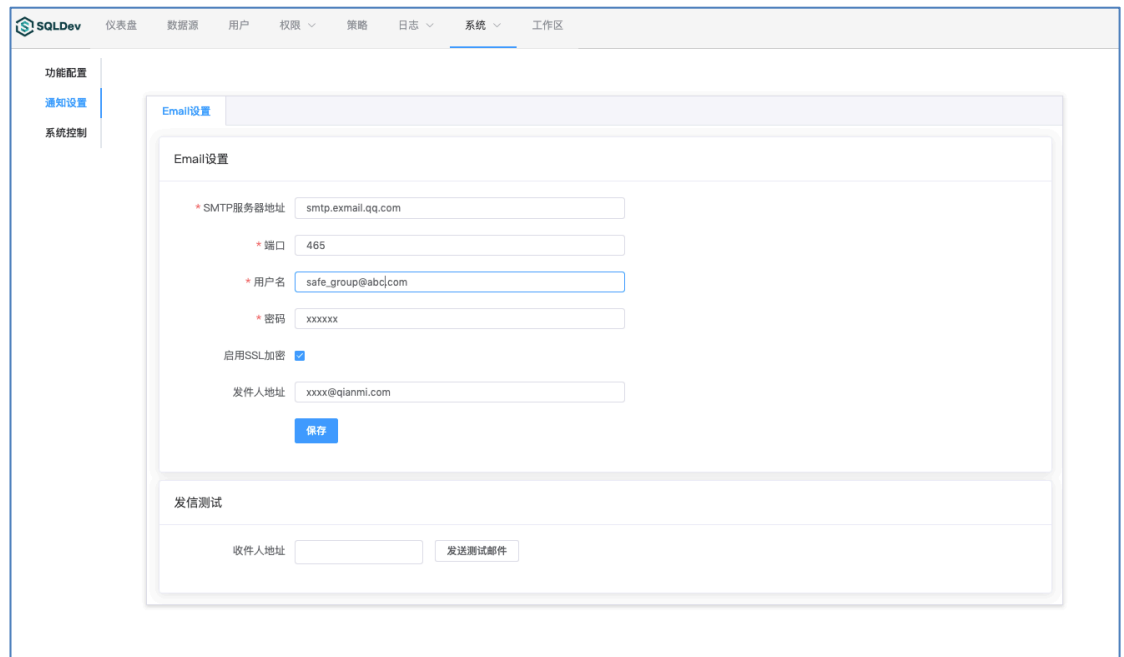 SQLDev 仪表盘 数据源 用户 权限 策略 日志 系统 工作区
功能配置
通知设置
系统控制
Email设置
Email设置
* SMTP服务器地址 smtp.exmail.qq.com
* 端口 465
* 用户名 safe_group@abc.com
* 密码 xxxxxx
启用SSL加密
发件人地址 xxxx@qianmi.com
保存
发信测试
收件人地址 发送测试邮件